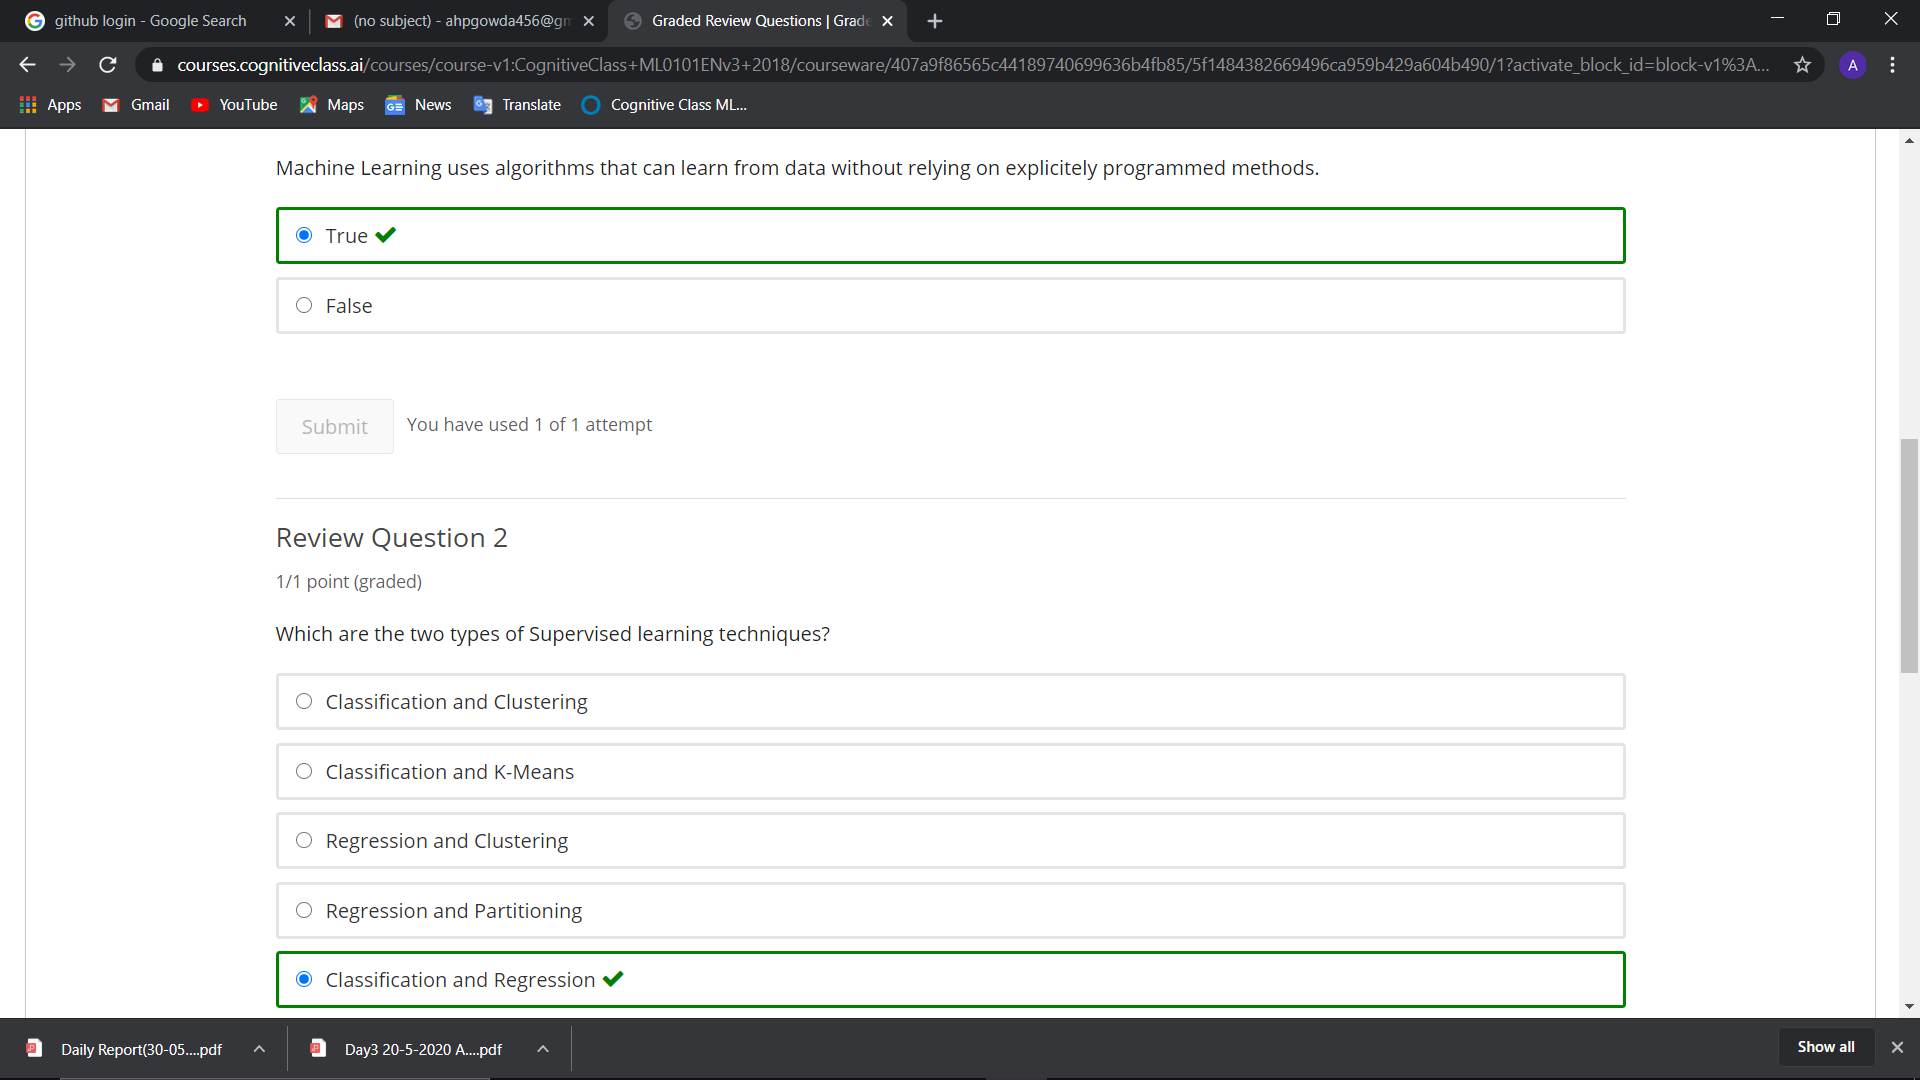 github login - Google Search
(no subject) - ahpgowda456@gm
Graded Review Questions | Grade
courses.cognitiveclass.ai/courses/course-v1:CognitiveClass+ML0101ENv3+2018/courseware/407a9f86565c44189740699636b4fb85/5f1484382669496ca959b429a604b490/1?activate_block_id=block-v1%3A...
A
Apps
Gmail
YouTube
Maps
News
Translate
Cognitive Class ML...
Machine Learning uses algorithms that can learn from data without relying on explicitely programmed methods.
True
False
Submit
You have used 1 of 1 attempt
Review Question 2
1/1 point (graded)
Which are the two types of Supervised learning techniques?
Classification and Clustering
Classification and K-Means
Regression and Clustering
Regression and Partitioning
Classification and Regression
Daily Report(30-05....pdf
Day3 20-5-2020 A....pdf
Show all